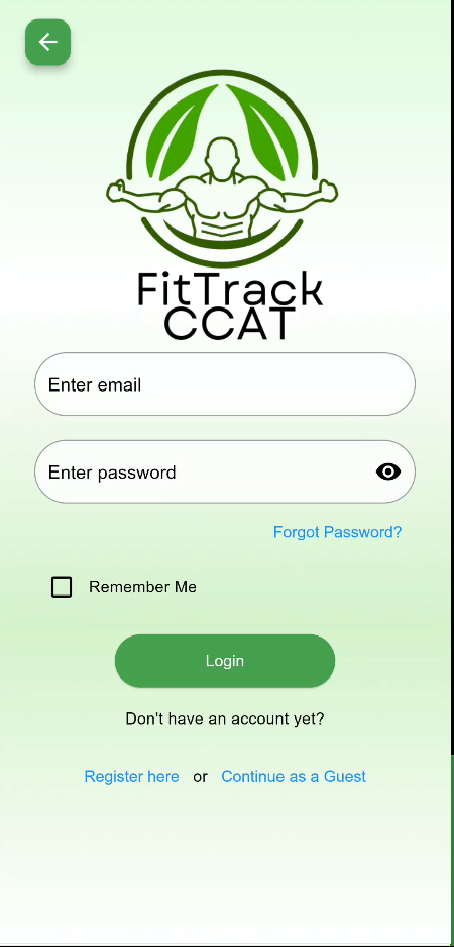 FitTrack
CCAT
Enter email
Enter password
Forgot Password?
Remember Me
Login
Don't have an account yet?
Register here or Continue as a Guest